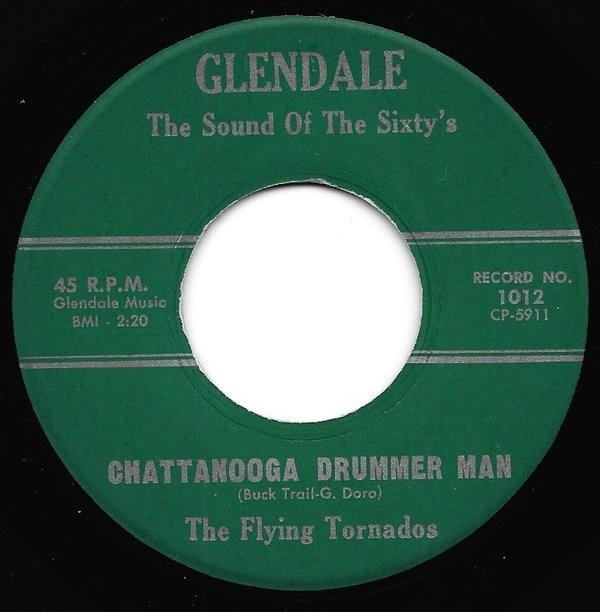 GLENDALE
The Sound Of The Sixty's
45 R.P.M.
Glendale Music
BMI - 2:20
RECORD NO.
1012
CP-5911
CHATTANOOGA DRUMMER MAN
(Buck Trail-G. Dora)
The Flying Tornados